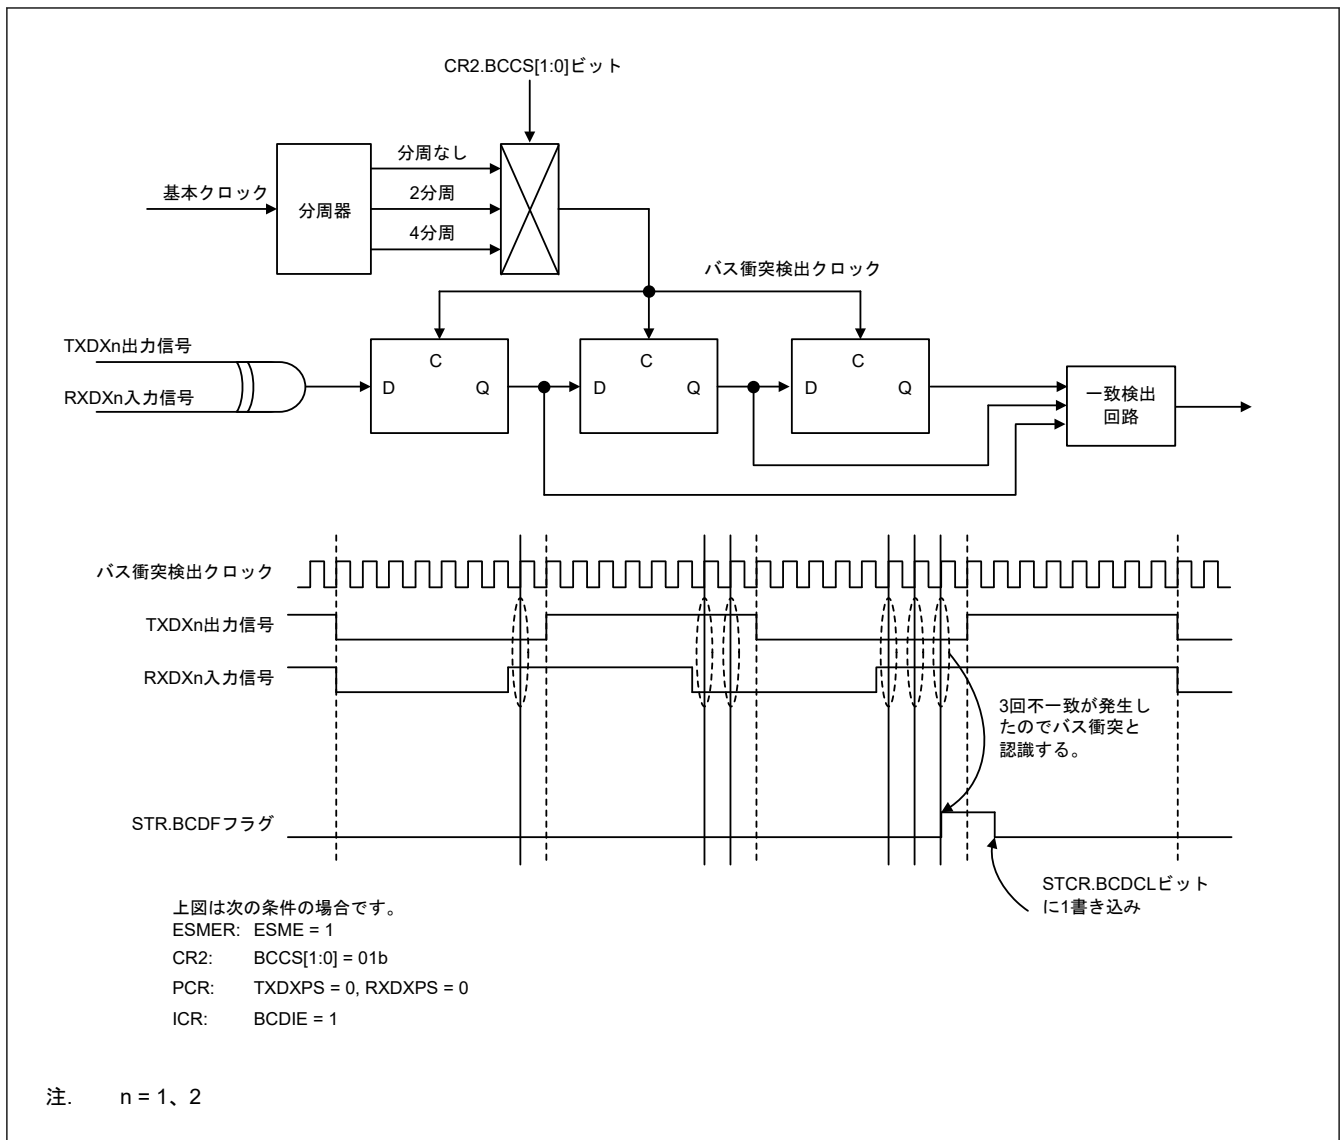 CR2.BCCS[1:0]ビット
分周なし
基本クロック
分周器
2分周
4分周
バス衝突検出クロック
TXDXn出力信号
RXDXn入力信号
C
D
Q
C
D
Q
C
D
Q
一致検出
回路
バス衝突検出クロック
TXDXn出力信号
RXDXn入力信号
3回不一致が発生し
たのでバス衝突と
認識する。
STR.BCDFフラグ
STCR.BCDCLビット
に1書き込み
上図は次の条件の場合です。
ESMER: ESME = 1
CR2: BCCS[1:0] = 01b
PCR: TXDXPS = 0, RXDXPS = 0
ICR: BCDIE = 1
注. n = 1、2